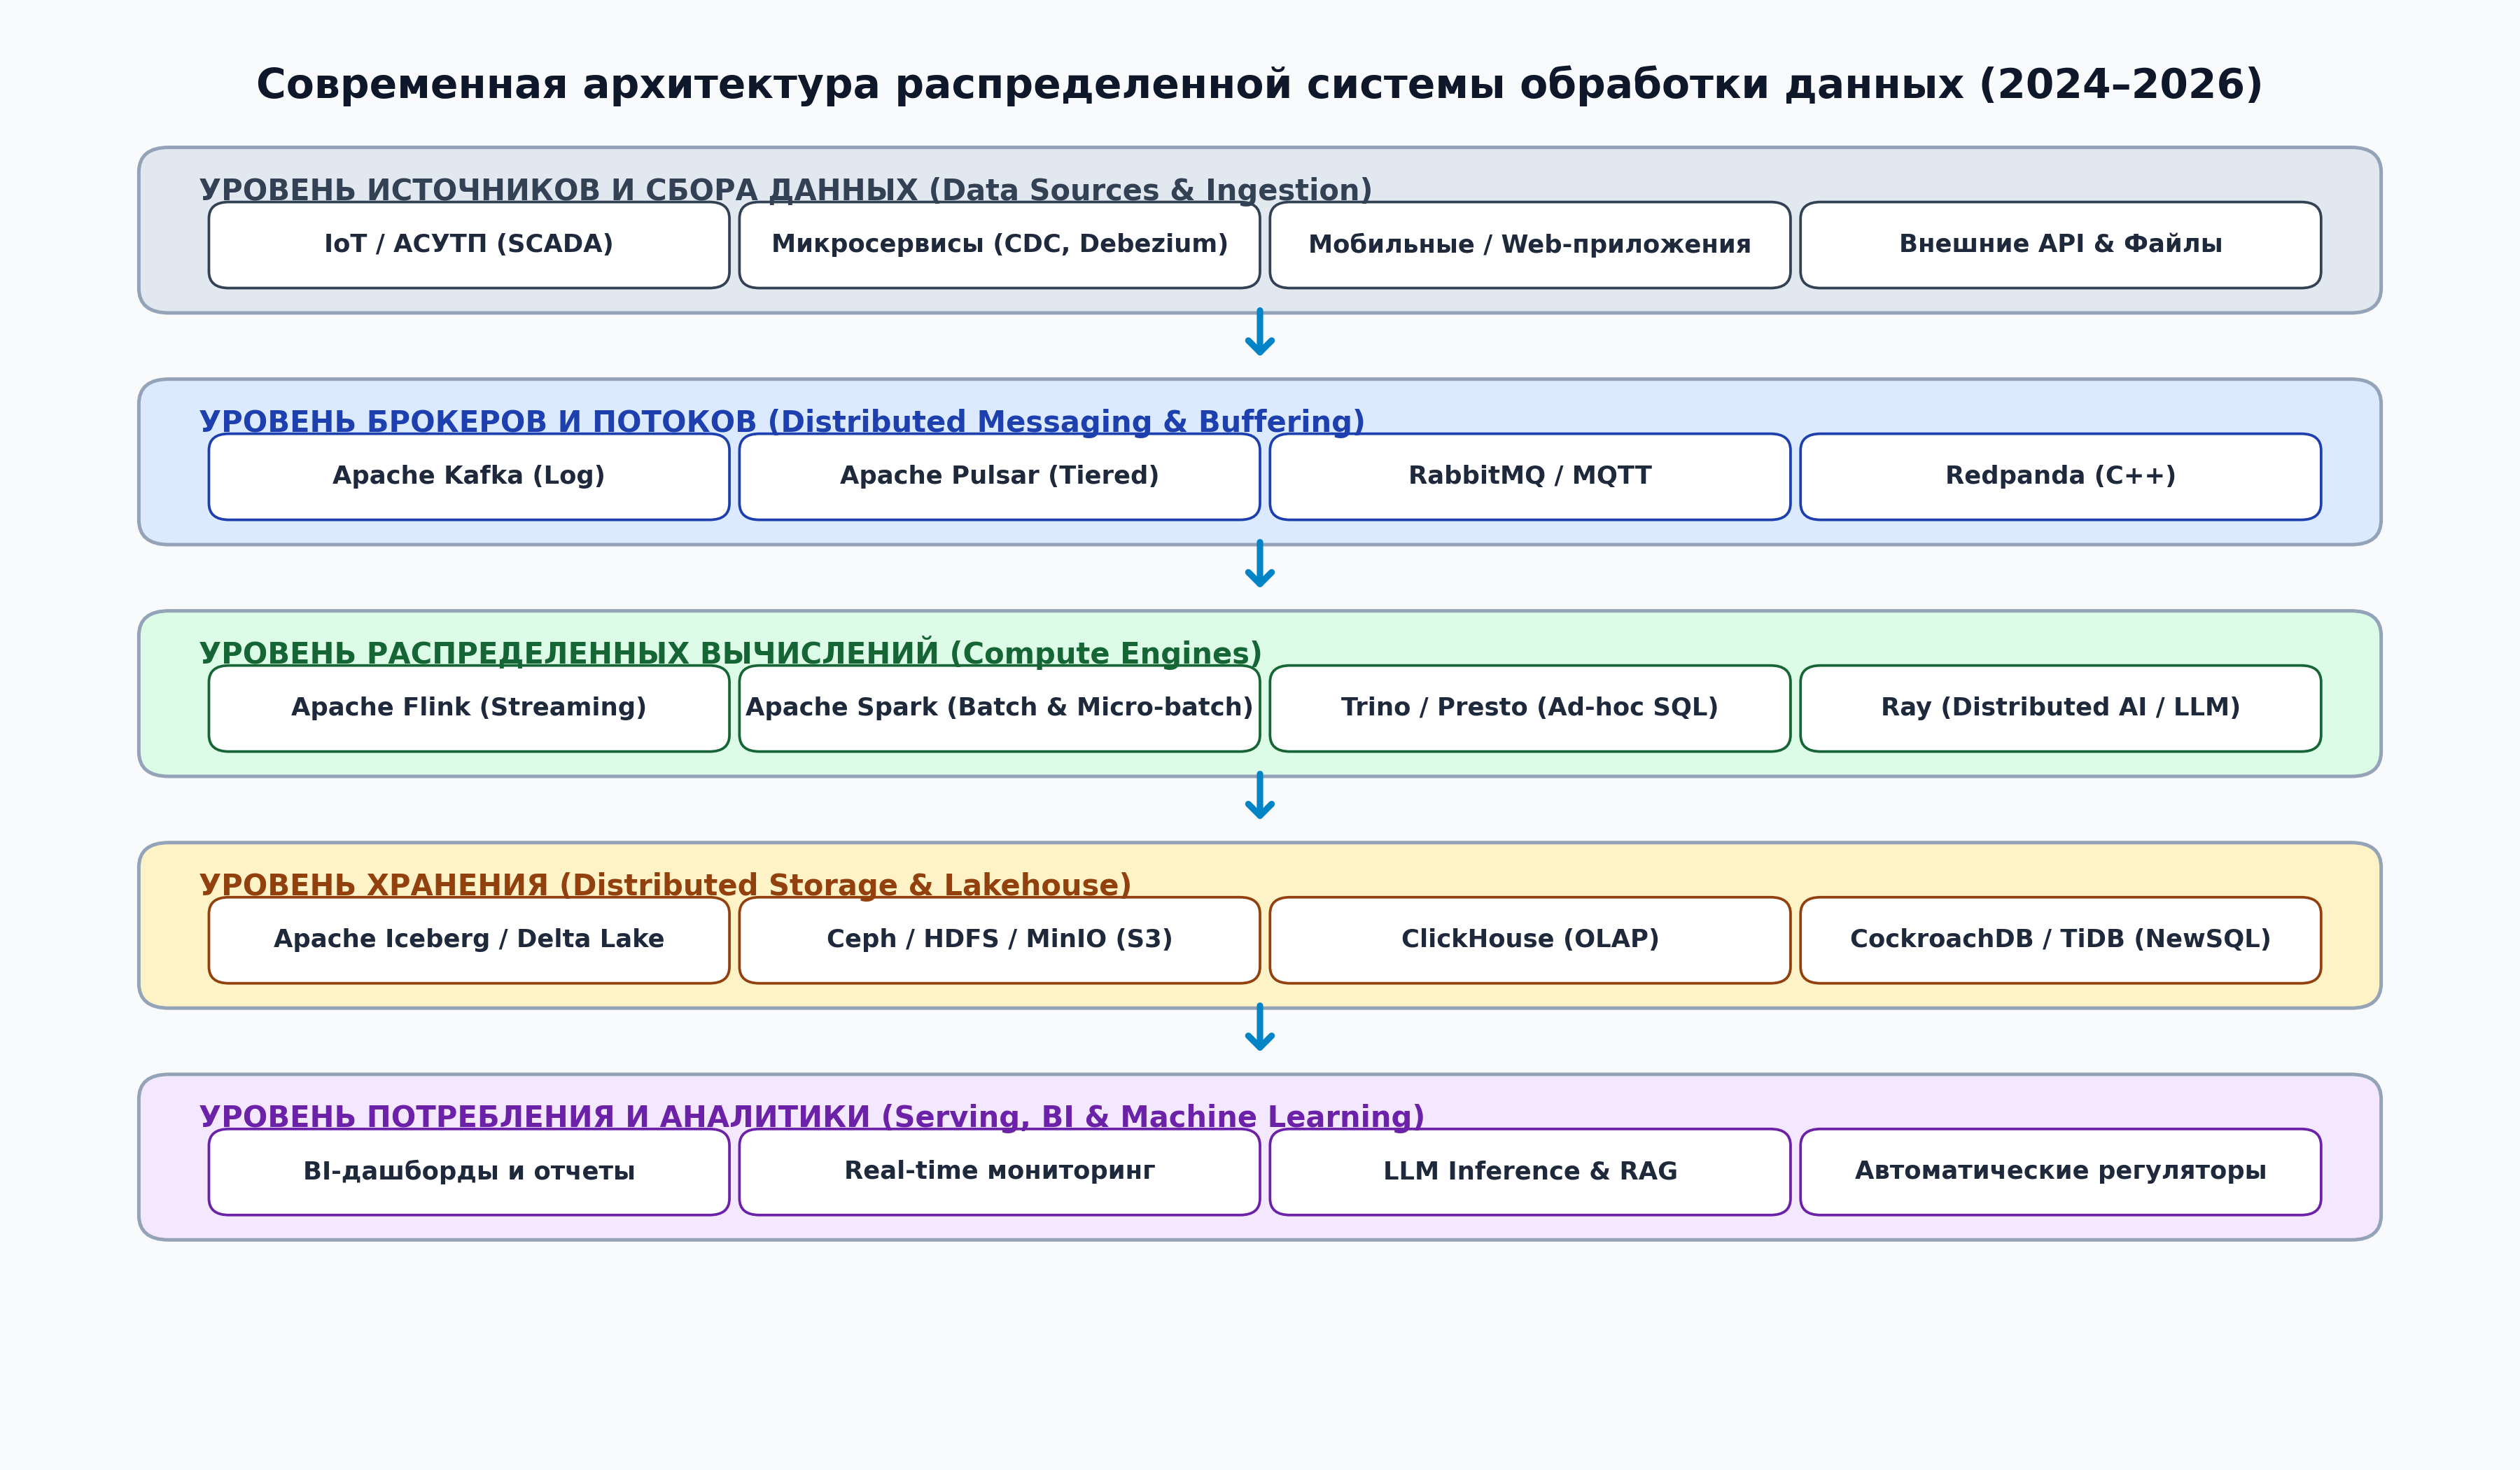 Современная архитектура распределенной системы обработки данных (2024–2026)
УРОВЕНЬ ИСТОЧНИКОВ И СБОРА ДАННЫХ (Data Sources & Ingestion)
IoT / АСУТП (SCADA)
Микросервисы (CDC, Debezium)
Мобильные / Web-приложения
Внешние API & Файлы
УРОВЕНЬ БРОКЕРОВ И ПОТОКОВ (Distributed Messaging & Buffering)
Apache Kafka (Log)
Apache Pulsar (Tiered)
RabbitMQ / MQTT
Redpanda (C++)
УРОВЕНЬ РАСПРЕДЕЛЕННЫХ ВЫЧИСЛЕНИЙ (Compute Engines)
Apache Flink (Streaming)
Apache Spark (Batch & Micro-batch)
Trino / Presto (Ad-hoc SQL)
Ray (Distributed AI / LLM)
УРОВЕНЬ ХРАНЕНИЯ (Distributed Storage & Lakehouse)
Apache Iceberg / Delta Lake
Ceph / HDFS / MinIO (S3)
ClickHouse (OLAP)
CockroachDB / TiDB (NewSQL)
УРОВЕНЬ ПОТРЕБЛЕНИЯ И АНАЛИТИКИ (Serving, BI & Machine Learning)
BI-дашборды и отчеты
Real-time мониторинг
LLM Inference & RAG
Автоматические регуляторы